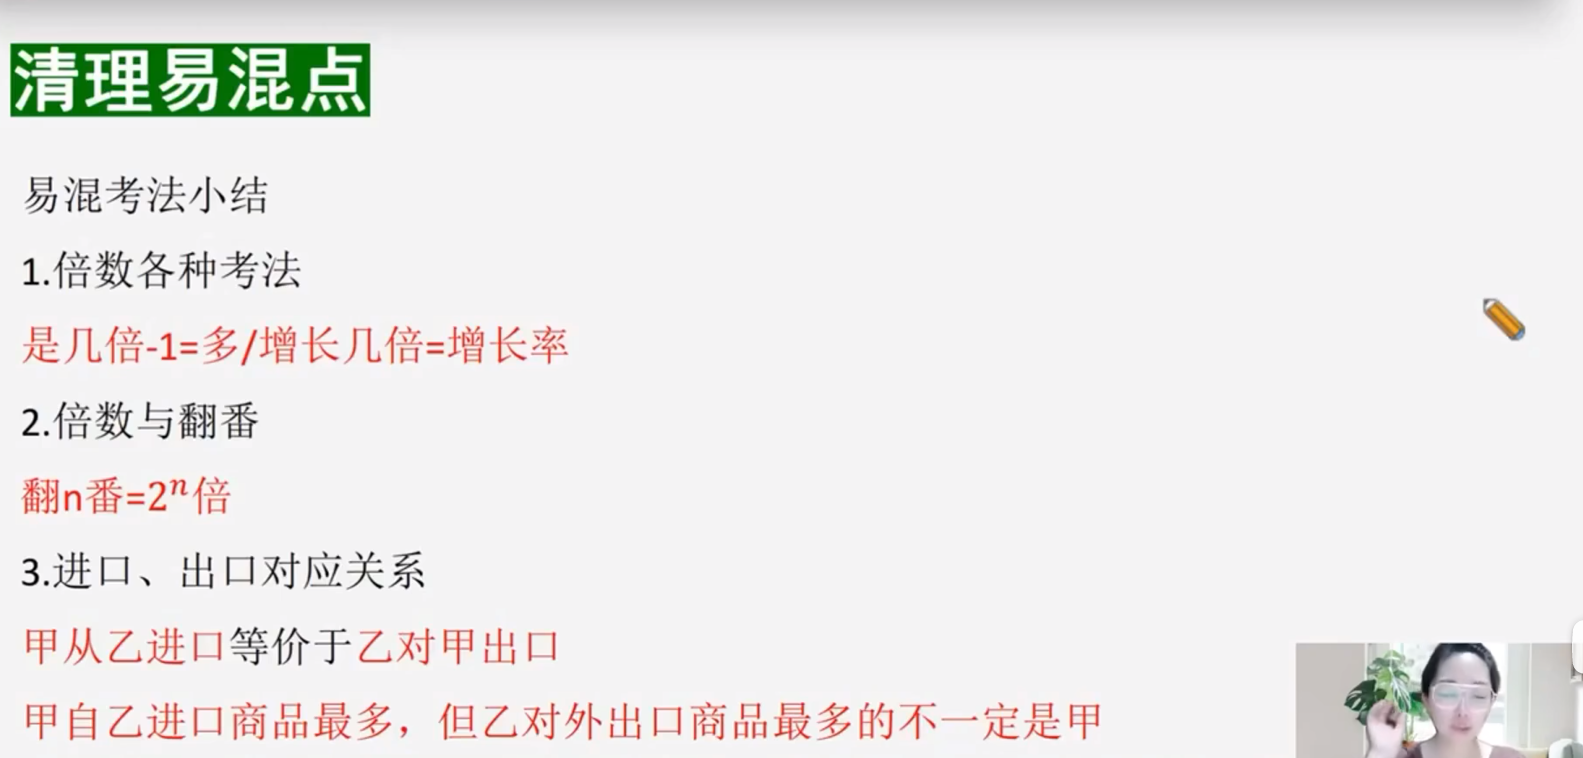 清理易混点
易混考法小结
1.倍数各种考法
是几倍-1=多/增长几倍=增长率
2.倍数与翻番
翻n番=2ⁿ倍
3.进口、出口对应关系
甲从乙进口等价于乙对甲出口
甲自乙进口商品最多，但乙对外出口商品最多的不一定是甲